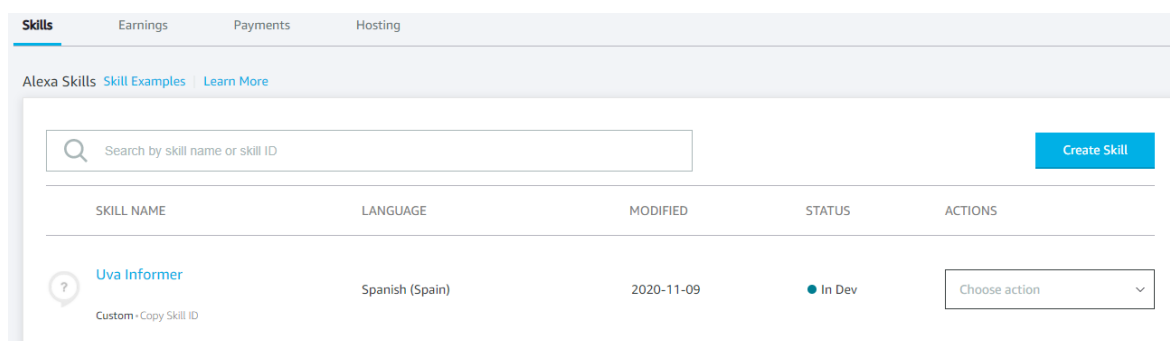 Skills Earnings Payments Hosting
Alexa Skills Skill Examples Learn More
Search by skill name or skill ID
Create Skill
SKILL NAME LANGUAGE MODIFIED STATUS ACTIONS
?
Uva Informer
Spanish (Spain) 2020-11-09 In Dev Choose action
Custom • Copy Skill ID